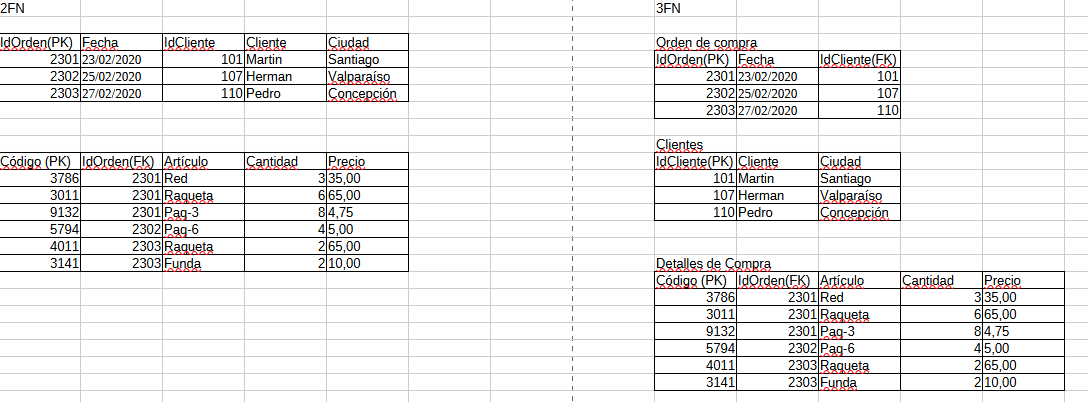 2FN
IdOrden(PK) Fecha IdCliente Cliente Ciudad
2301 23/02/2020 101 Martin Santiago
2302 25/02/2020 107 Herman Valparaíso
2303 27/02/2020 110 Pedro Concepción
Código (PK) IdOrden(FK) Artículo Cantidad Precio
3786 2301 Red 3 35,00
3011 2301 Raqueta 6 65,00
9132 2301 Paq-3 8 4,75
5794 2302 Paq-6 4 5,00
4011 2303 Raqueta 2 65,00
3141 2303 Funda 2 10,00
3FN
Orden de compra
IdOrden(PK) Fecha IdCliente(FK)
2301 23/02/2020 101
2302 25/02/2020 107
2303 27/02/2020 110
Clientes
IdCliente(PK) Cliente Ciudad
101 Martin Santiago
107 Herman Valparaíso
110 Pedro Concepción
Detalles de Compra
Código (PK) IdOrden(FK) Artículo Cantidad Precio
3786 2301 Red 3 35,00
3011 2301 Raqueta 6 65,00
9132 2301 Paq-3 8 4,75
5794 2302 Paq-6 4 5,00
4011 2303 Raqueta 2 65,00
3141 2303 Funda 2 10,00